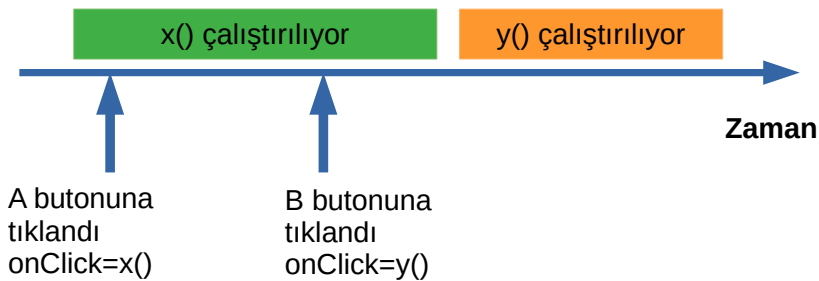 x() çalıştırılıyor
y() çalıştırılıyor
Zaman
A butonuna
tıklandı
onClick=x()
B butonuna
tıklandı
onClick=y()